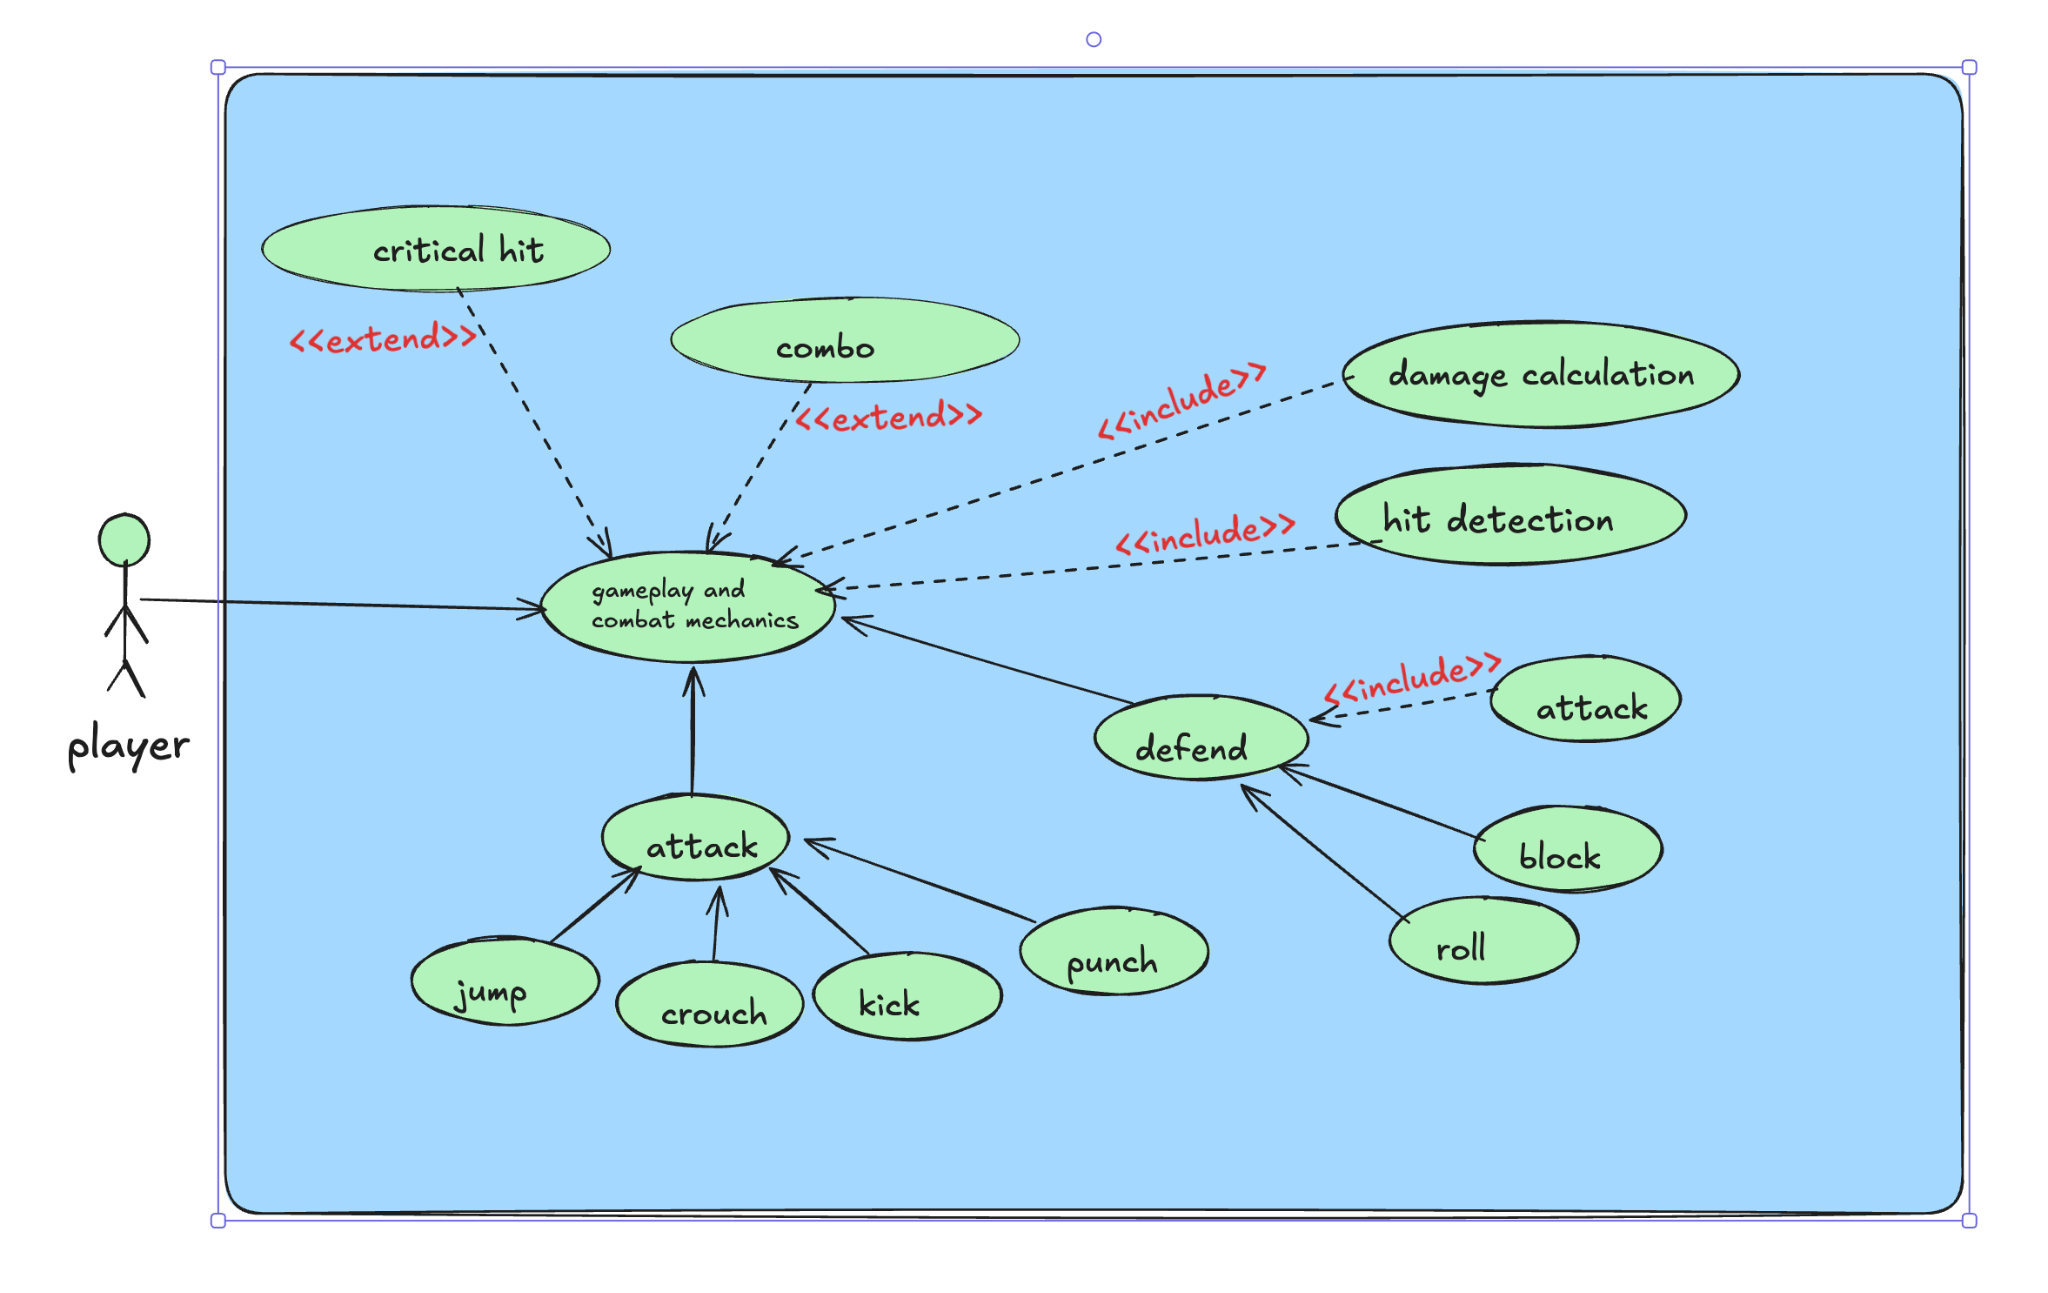 critical hit
<<extend>>
combo
<<extend>>
<<include>>
damage calculation
<<include>>
hit detection
gameplay and
combat mechanics
player
<<include>>
attack
defend
attack
block
roll
punch
jump
crouch
kick